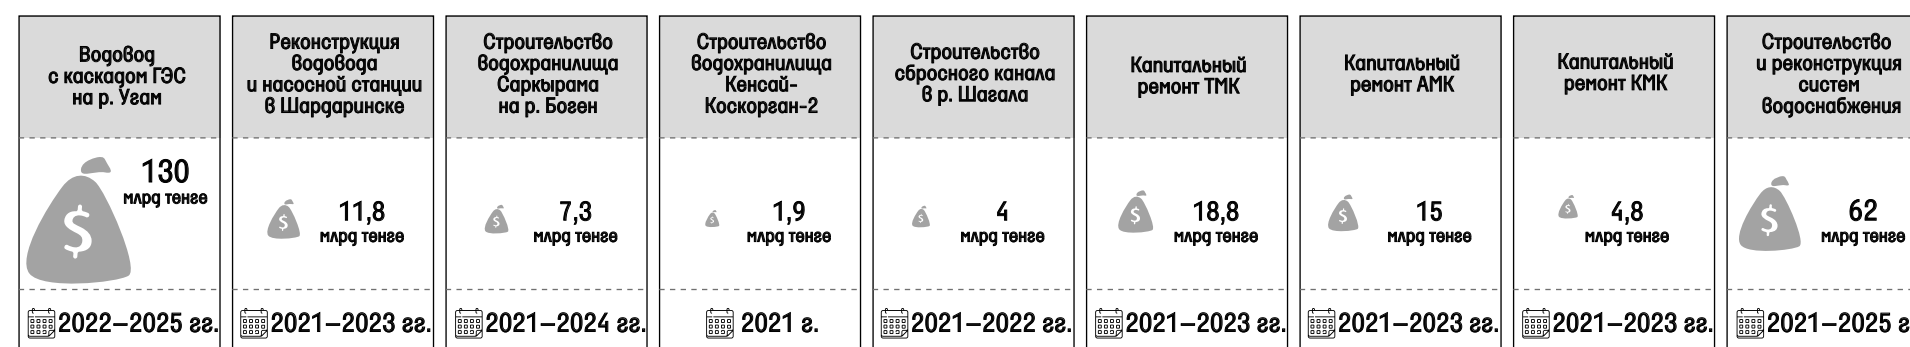 Водовод
с каскадом ГЭС
на р. Угам
130
млрд тенге
2022–2025 гг.
Реконструкция
водовода
и насосной станции
в Шардаринске
11,8
млрд тенге
2021–2023 гг.
Строительство
водохранилища
Саркырама
на р. Боген
7,3
млрд тенге
2021–2024 гг.
Строительство
водохранилища
Кенсай-
Коскорган-2
1,9
млрд тенге
2021 г.
Строительство
сбросного канала
в р. Шагала
4
млрд тенге
2021–2022 гг.
Капитальный
ремонт ТМК
18,8
млрд тенге
2021–2023 гг.
Капитальный
ремонт АМК
15
млрд тенге
2021–2023 гг.
Капитальный
ремонт КМК
4,8
млрд тенге
2021–2023 гг.
Строительство
и реконструкция
систем
водоснабжения
62
млрд тенге
2021–2025 г